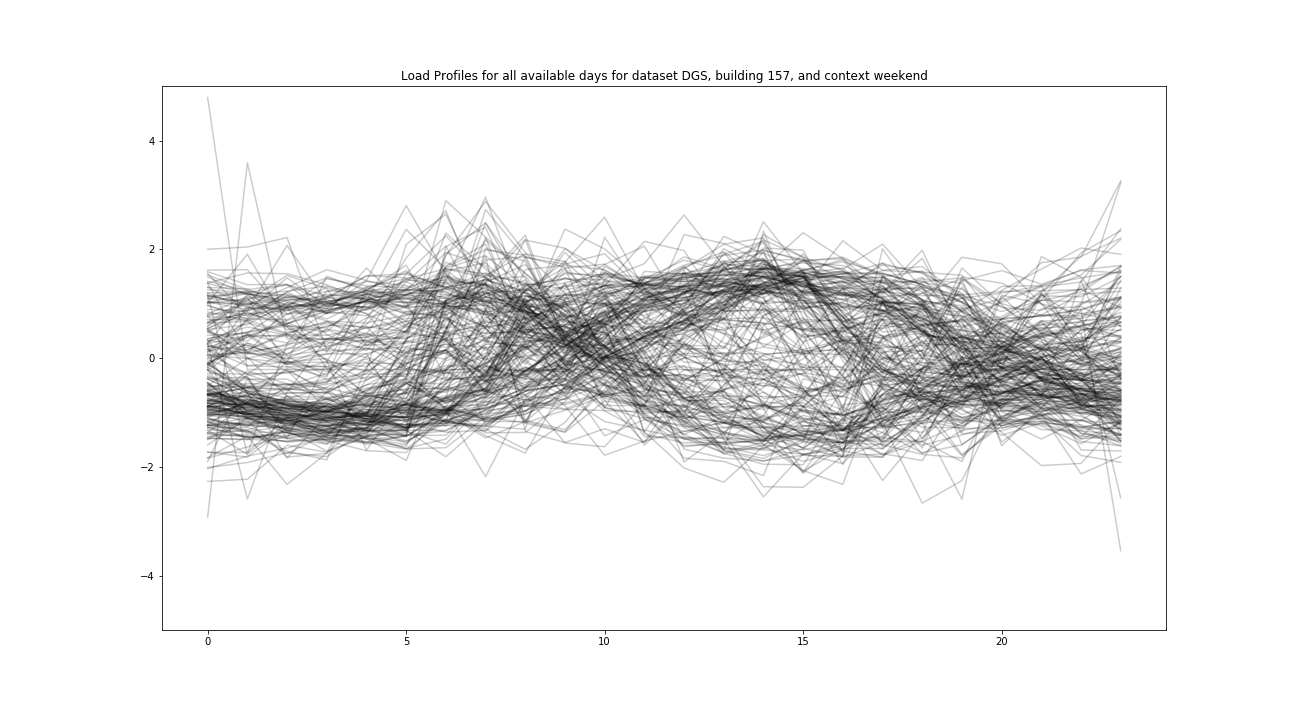 Load Profiles for all available days for dataset DGS, building 157, and context weekend
4
2
0
−2
−4
0 5 10 15 20